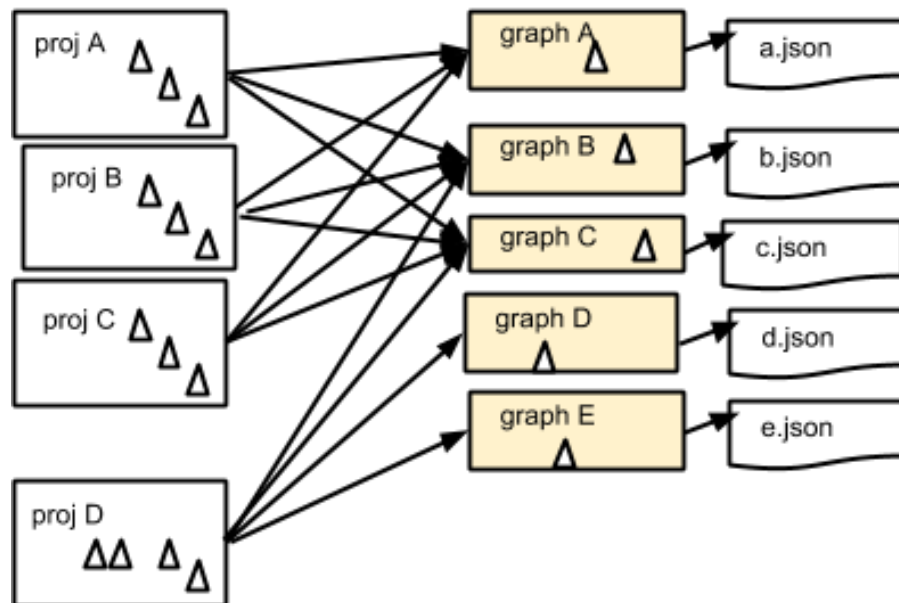 proj A
proj B
proj C
proj D
graph A
graph B
graph C
graph D
graph E
a.json
b.json
c.json
d.json
e.json